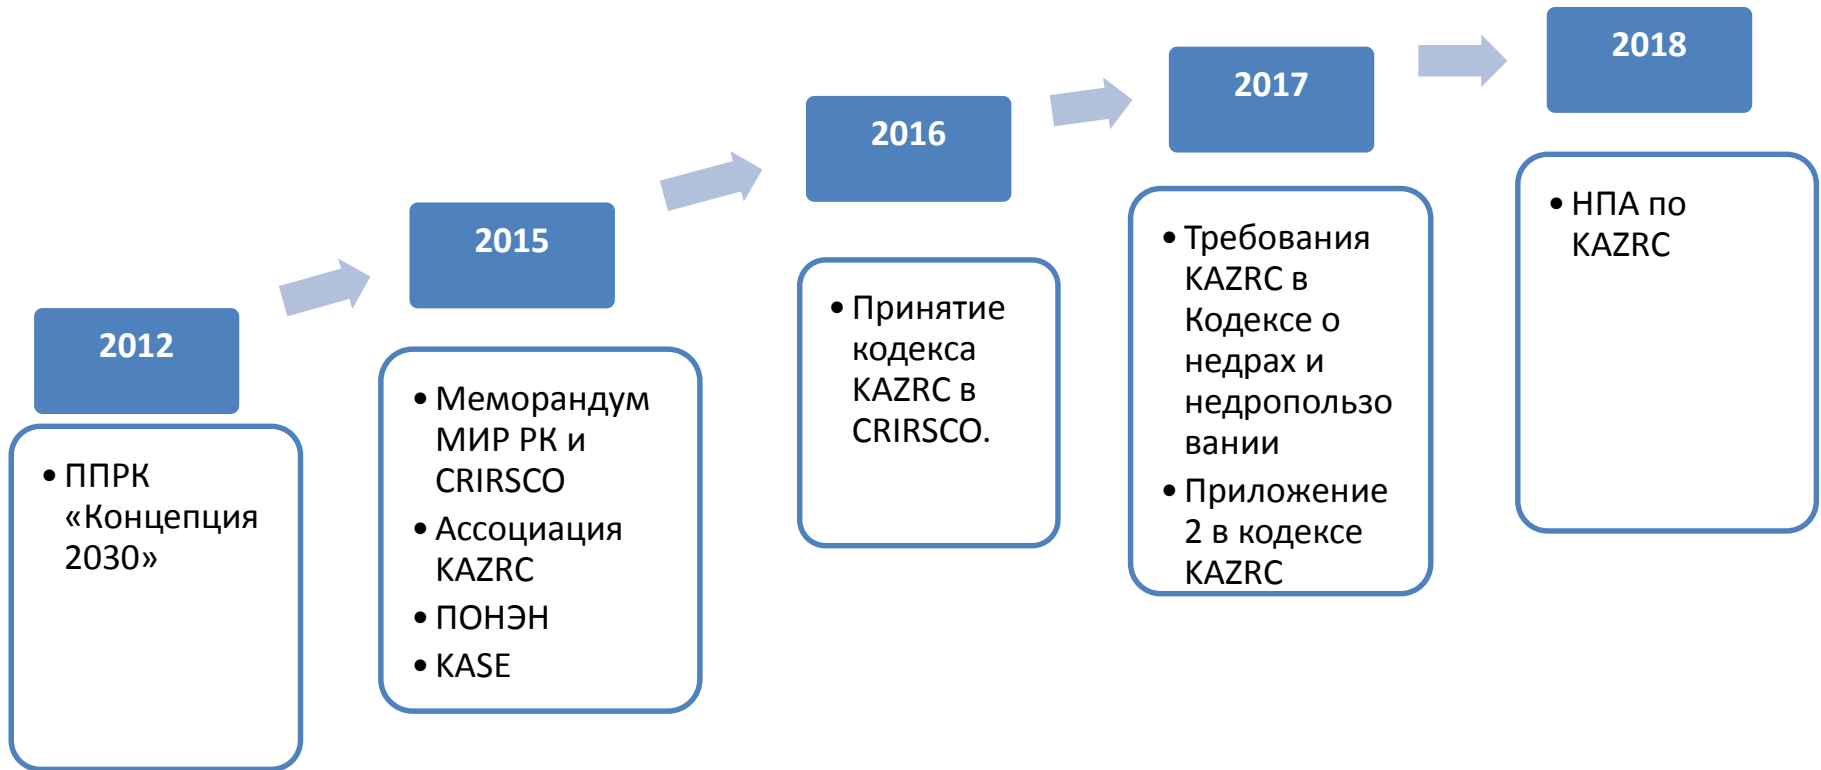 2012
• ППРК
«Концепция
2030»
2015
• Меморандум
МИР РК и
CRIRSCO
• Ассоциация
KAZRC
• ПОНЭН
• KASE
2016
• Принятие
кодекса
KAZRC в
CRIRSCO.
2017
• Требования
KAZRC в
Кодексе о
недрах и
недропользо
вании
• Приложение
2 в кодексе
KAZRC
2018
• НПА по
KAZRC